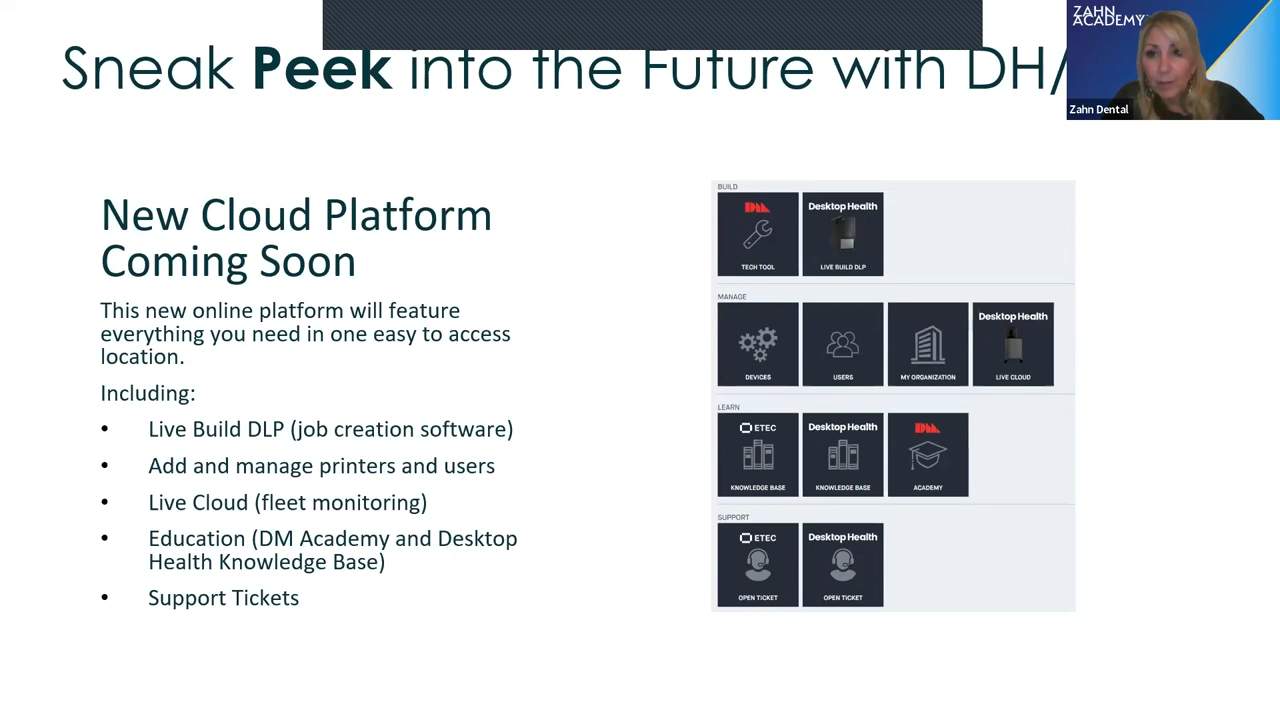 Sneak Peek into the Future with DH/
ZAHN
ACADEMY
Zahn Dental
New Cloud Platform
Coming Soon
This new online platform will feature
everything you need in one easy to access
location.
Including:
• Live Build DLP (job creation software)
• Add and manage printers and users
• Live Cloud (fleet monitoring)
• Education (DM Academy and Desktop
Health Knowledge Base)
• Support Tickets
BUILD
DM
TECH TOOL
Desktop Health
LIVE BUILD DLP
MANAGE
DEVICES
USERS
MY ORGANIZATION
Desktop Health
LIVE CLOUD
LEARN
ETEC
KNOWLEDGE BASE
Desktop Health
KNOWLEDGE BASE
DM
ACADEMY
SUPPORT
ETEC
OPEN TICKET
Desktop Health
OPEN TICKET